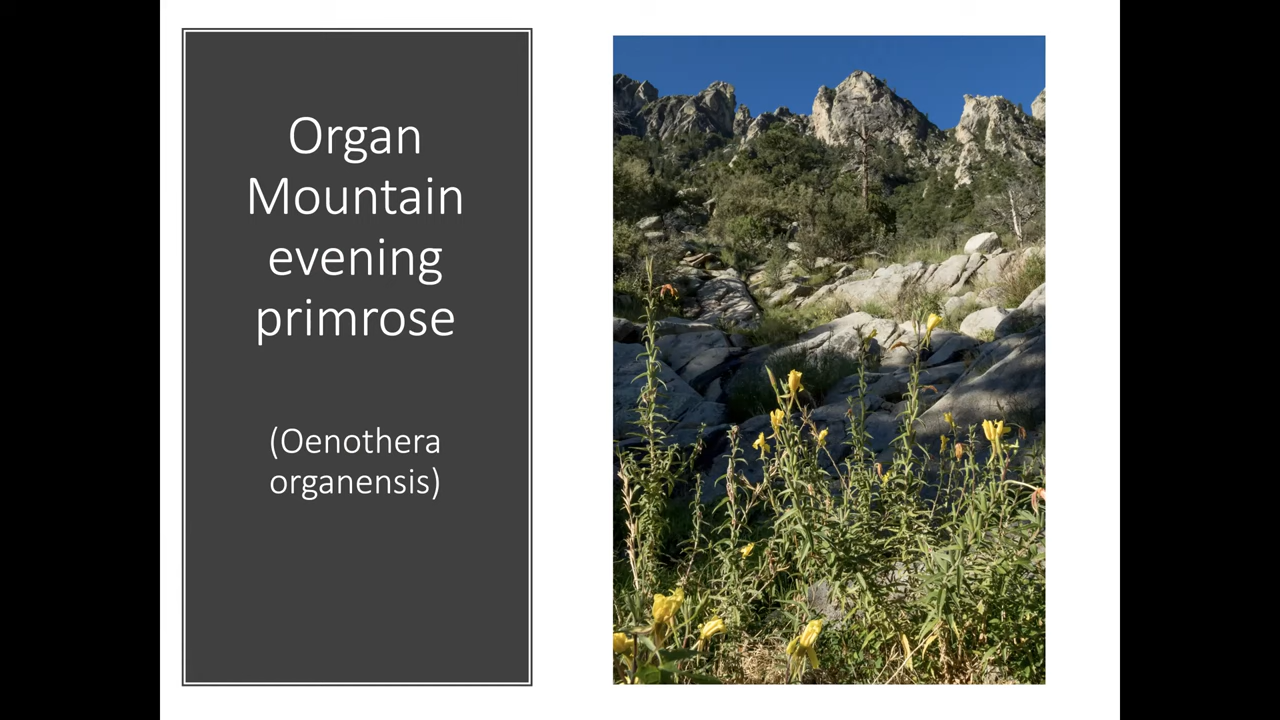 Organ
Mountain
evening
primrose
(Oenothera
organensis)